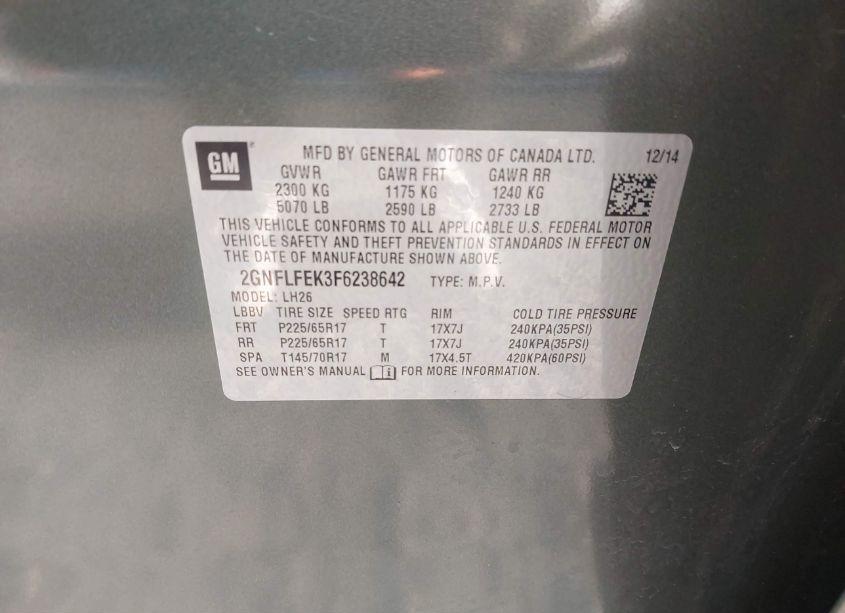 GM
MFD BY GENERAL MOTORS OF CANADA LTD. 12/14
GVWR GAWR FRT GAWR RR
2300 KG 1175 KG 1240 KG
5070 LB 2590 LB 2733 LB
THIS VEHICLE CONFORMS TO ALL APPLICABLE U.S. FEDERAL MOTOR
VEHICLE SAFETY AND THEFT PREVENTION STANDARDS IN EFFECT ON
THE DATE OF MANUFACTURE SHOWN ABOVE.
2GNFLFEK3F6238642 TYPE: M.P.V.
MODEL: LH26
LBBV TIRE SIZE SPEED RTG RIM COLD TIRE PRESSURE
FRT P225/65R17 T 17X7J 240KPA(35PSI)
RR P225/65R17 T 17X7J 240KPA(35PSI)
SPA T145/70R17 M 17X4.5T 420KPA(60PSI)
SEE OWNER'S MANUAL FOR MORE INFORMATION.